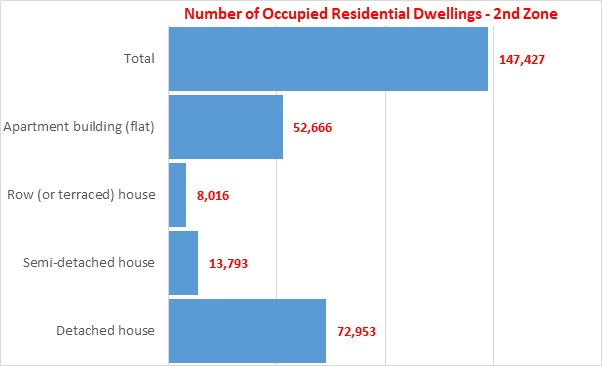 Number of Occupied Residential Dwellings - 2nd Zone
Total 147,427
Apartment building (flat) 52,666
Row (or terraced) house 8,016
Semi-detached house 13,793
Detached house 72,953